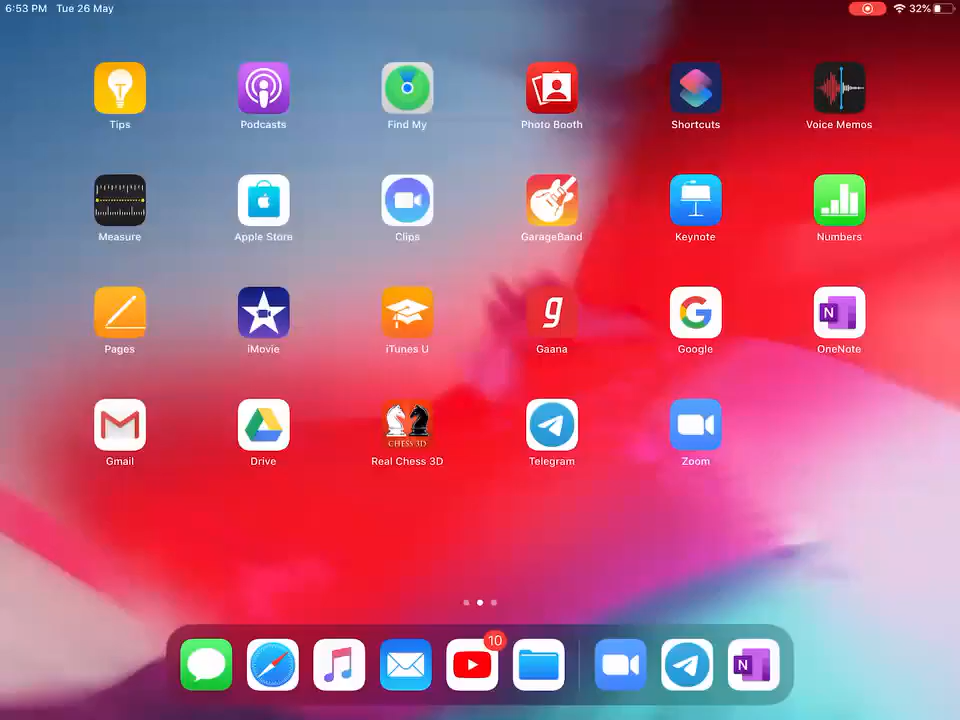 6:53 PM Tue 26 May 32%
Tips Podcasts Find My Photo Booth Shortcuts Voice Memos
Measure Apple Store Clips GarageBand Keynote Numbers
g G N
Pages iMovie iTunes U Gaana Google OneNote
CHESS 3D
Gmail Drive Real Chess 3D Telegram Zoom
10
N